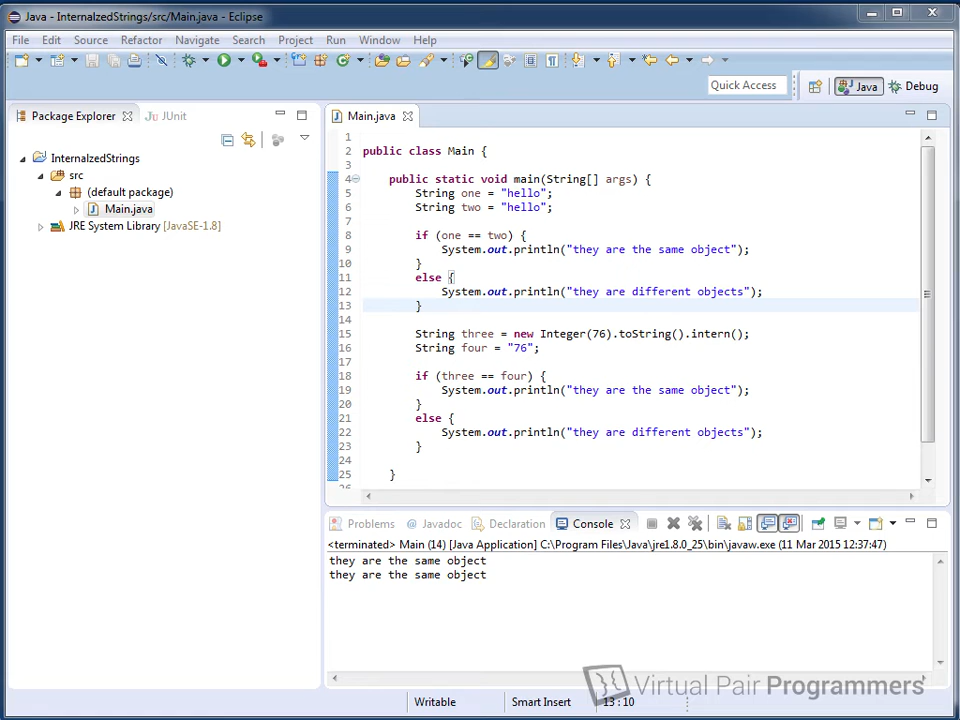 Java - InternalzedStrings/src/Main.java - Eclipse
File Edit Source Refactor Navigate Search Project Run Window Help
Quick Access Java Debug
Package Explorer JUnit
InternalzedStrings
src
(default package)
Main.java
JRE System Library [JavaSE-1.8]
Main.java
1
2 public class Main {
3
4 public static void main(String[] args) {
5 String one = "hello";
6 String two = "hello";
7
8 if (one == two) {
9 System.out.println("they are the same object");
10 }
11 else {
12 System.out.println("they are different objects");
13 }
14
15 String three = new Integer(76).toString().intern();
16 String four = "76";
17
18 if (three == four) {
19 System.out.println("they are the same object");
20 }
21 else {
22 System.out.println("they are different objects");
23 }
24
25 }
26
Problems @ Javadoc Declaration Console
<terminated> Main (14) [Java Application] C:\Program Files\Java\jre1.8.0_25\bin\javaw.exe (11 Mar 2015 12:37:47)
they are the same object
they are the same object
Virtual Pair Programmers
Writable Smart Insert 13 : 10